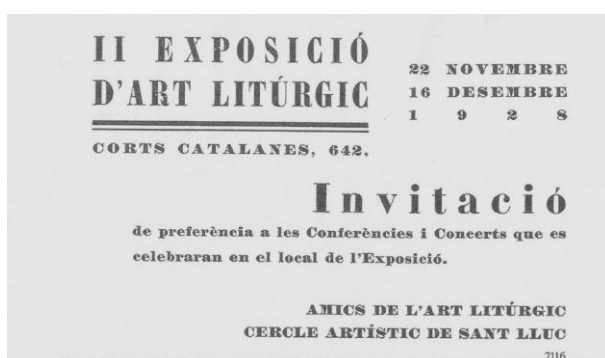 II EXPOSICIÓ
D'ART LITÚRGIC
22 NOVEMBRE
16 DESEMBRE
1 9 2 8
CORTS CATALANES, 642.
Invitació
de preferència a les Conferències i Concerts que es
celebraran en el local de l'Exposició.
AMICS DE L'ART LITÚRGIC
CERCLE ARTÍSTIC DE SANT LLUC
7116